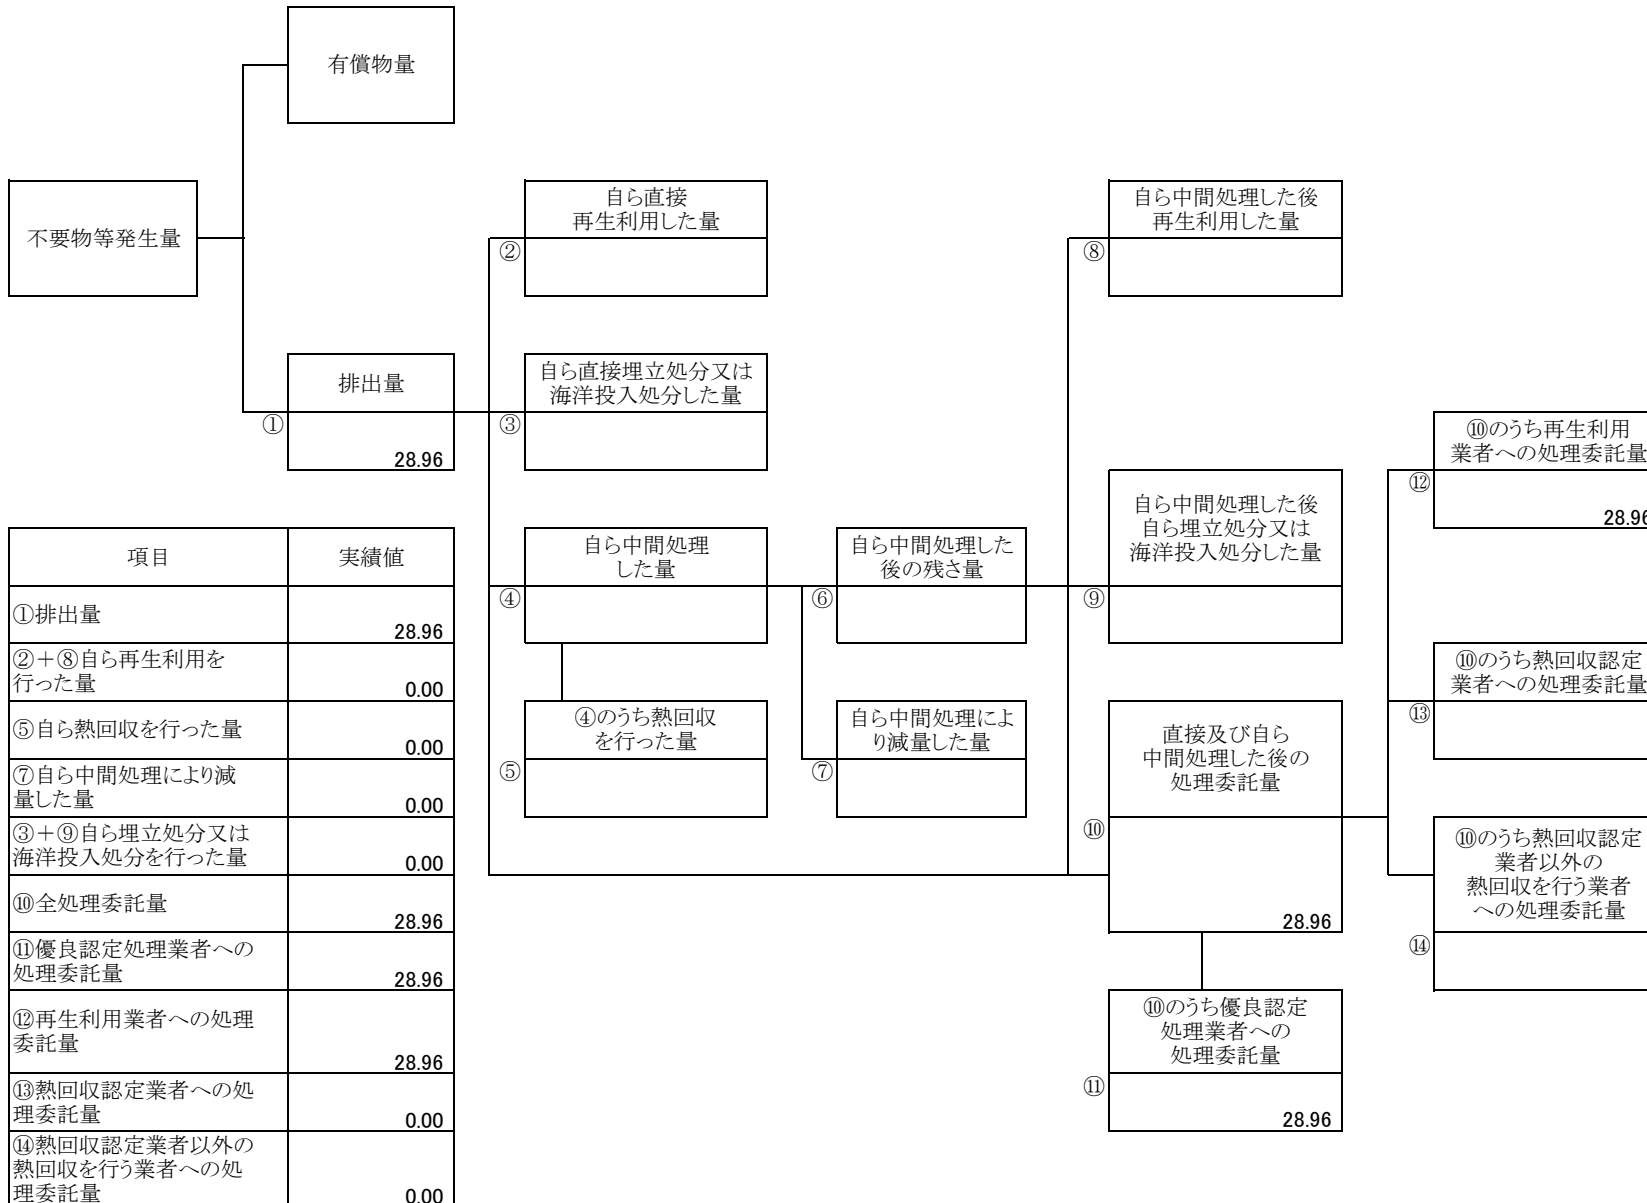 有償物量
不要物等発生量
自ら直接
再生利用した量
②
自ら中間処理した後
再生利用した量
⑧
排出量
①
28.96
自ら直接埋立処分又は
海洋投入処分した量
③
⑩のうち再生利用
業者への処理委託量
⑫
28.96
自ら中間処理
した量
④
自ら中間処理した
後の残さ量
⑥
自ら中間処理した後
自ら埋立処分又は
海洋投入処分した量
⑨
⑩のうち熱回収認定
業者への処理委託量
⑬
④のうち熱回収
を行った量
⑤
自ら中間処理によ
り減量した量
⑦
直接及び自ら
中間処理した後の
処理委託量
⑩
28.96
⑩のうち熱回収認定
業者以外の
熱回収を行う業者
への処理委託量
⑭
⑩のうち優良認定
処理業者への
処理委託量
⑪
28.96
項目 実績値
①排出量
28.96
②＋⑧自ら再生利用を
行った量
0.00
⑤自ら熱回収を行った量
0.00
⑦自ら中間処理により減
量した量
0.00
③＋⑨自ら埋立処分又は
海洋投入処分を行った量
0.00
⑩全処理委託量
28.96
⑪優良認定処理業者への
処理委託量
28.96
⑫再生利用業者への処理
委託量
28.96
⑬熱回収認定業者への処
理委託量
0.00
⑭熱回収認定業者以外の
熱回収を行う業者への処
理委託量
0.00